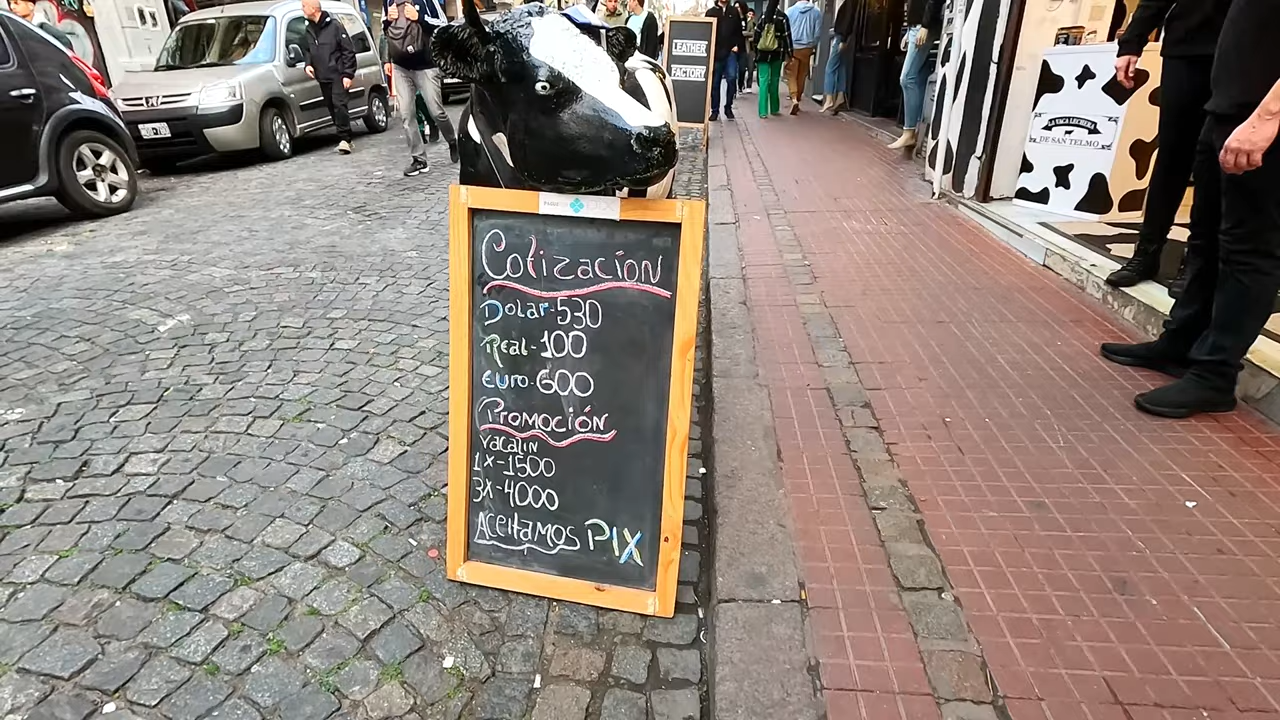 LEATHER
FACTORY
LA VACA LECHERA
DE SAN TELMO
Cotización
Dolar-530
Real-100
euro-600
Promoción
vacalin
1x-1500
3x-4000
Aceitamos PIX